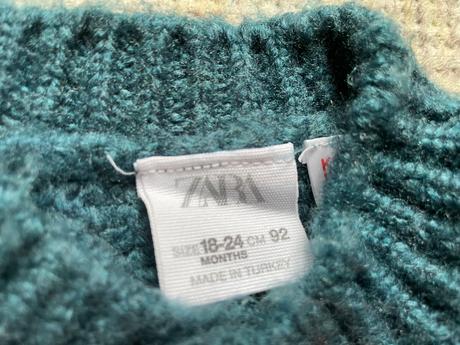 ZARA
SIZE 18-24 CM 92
MONTHS
MADE IN TURKEY
K